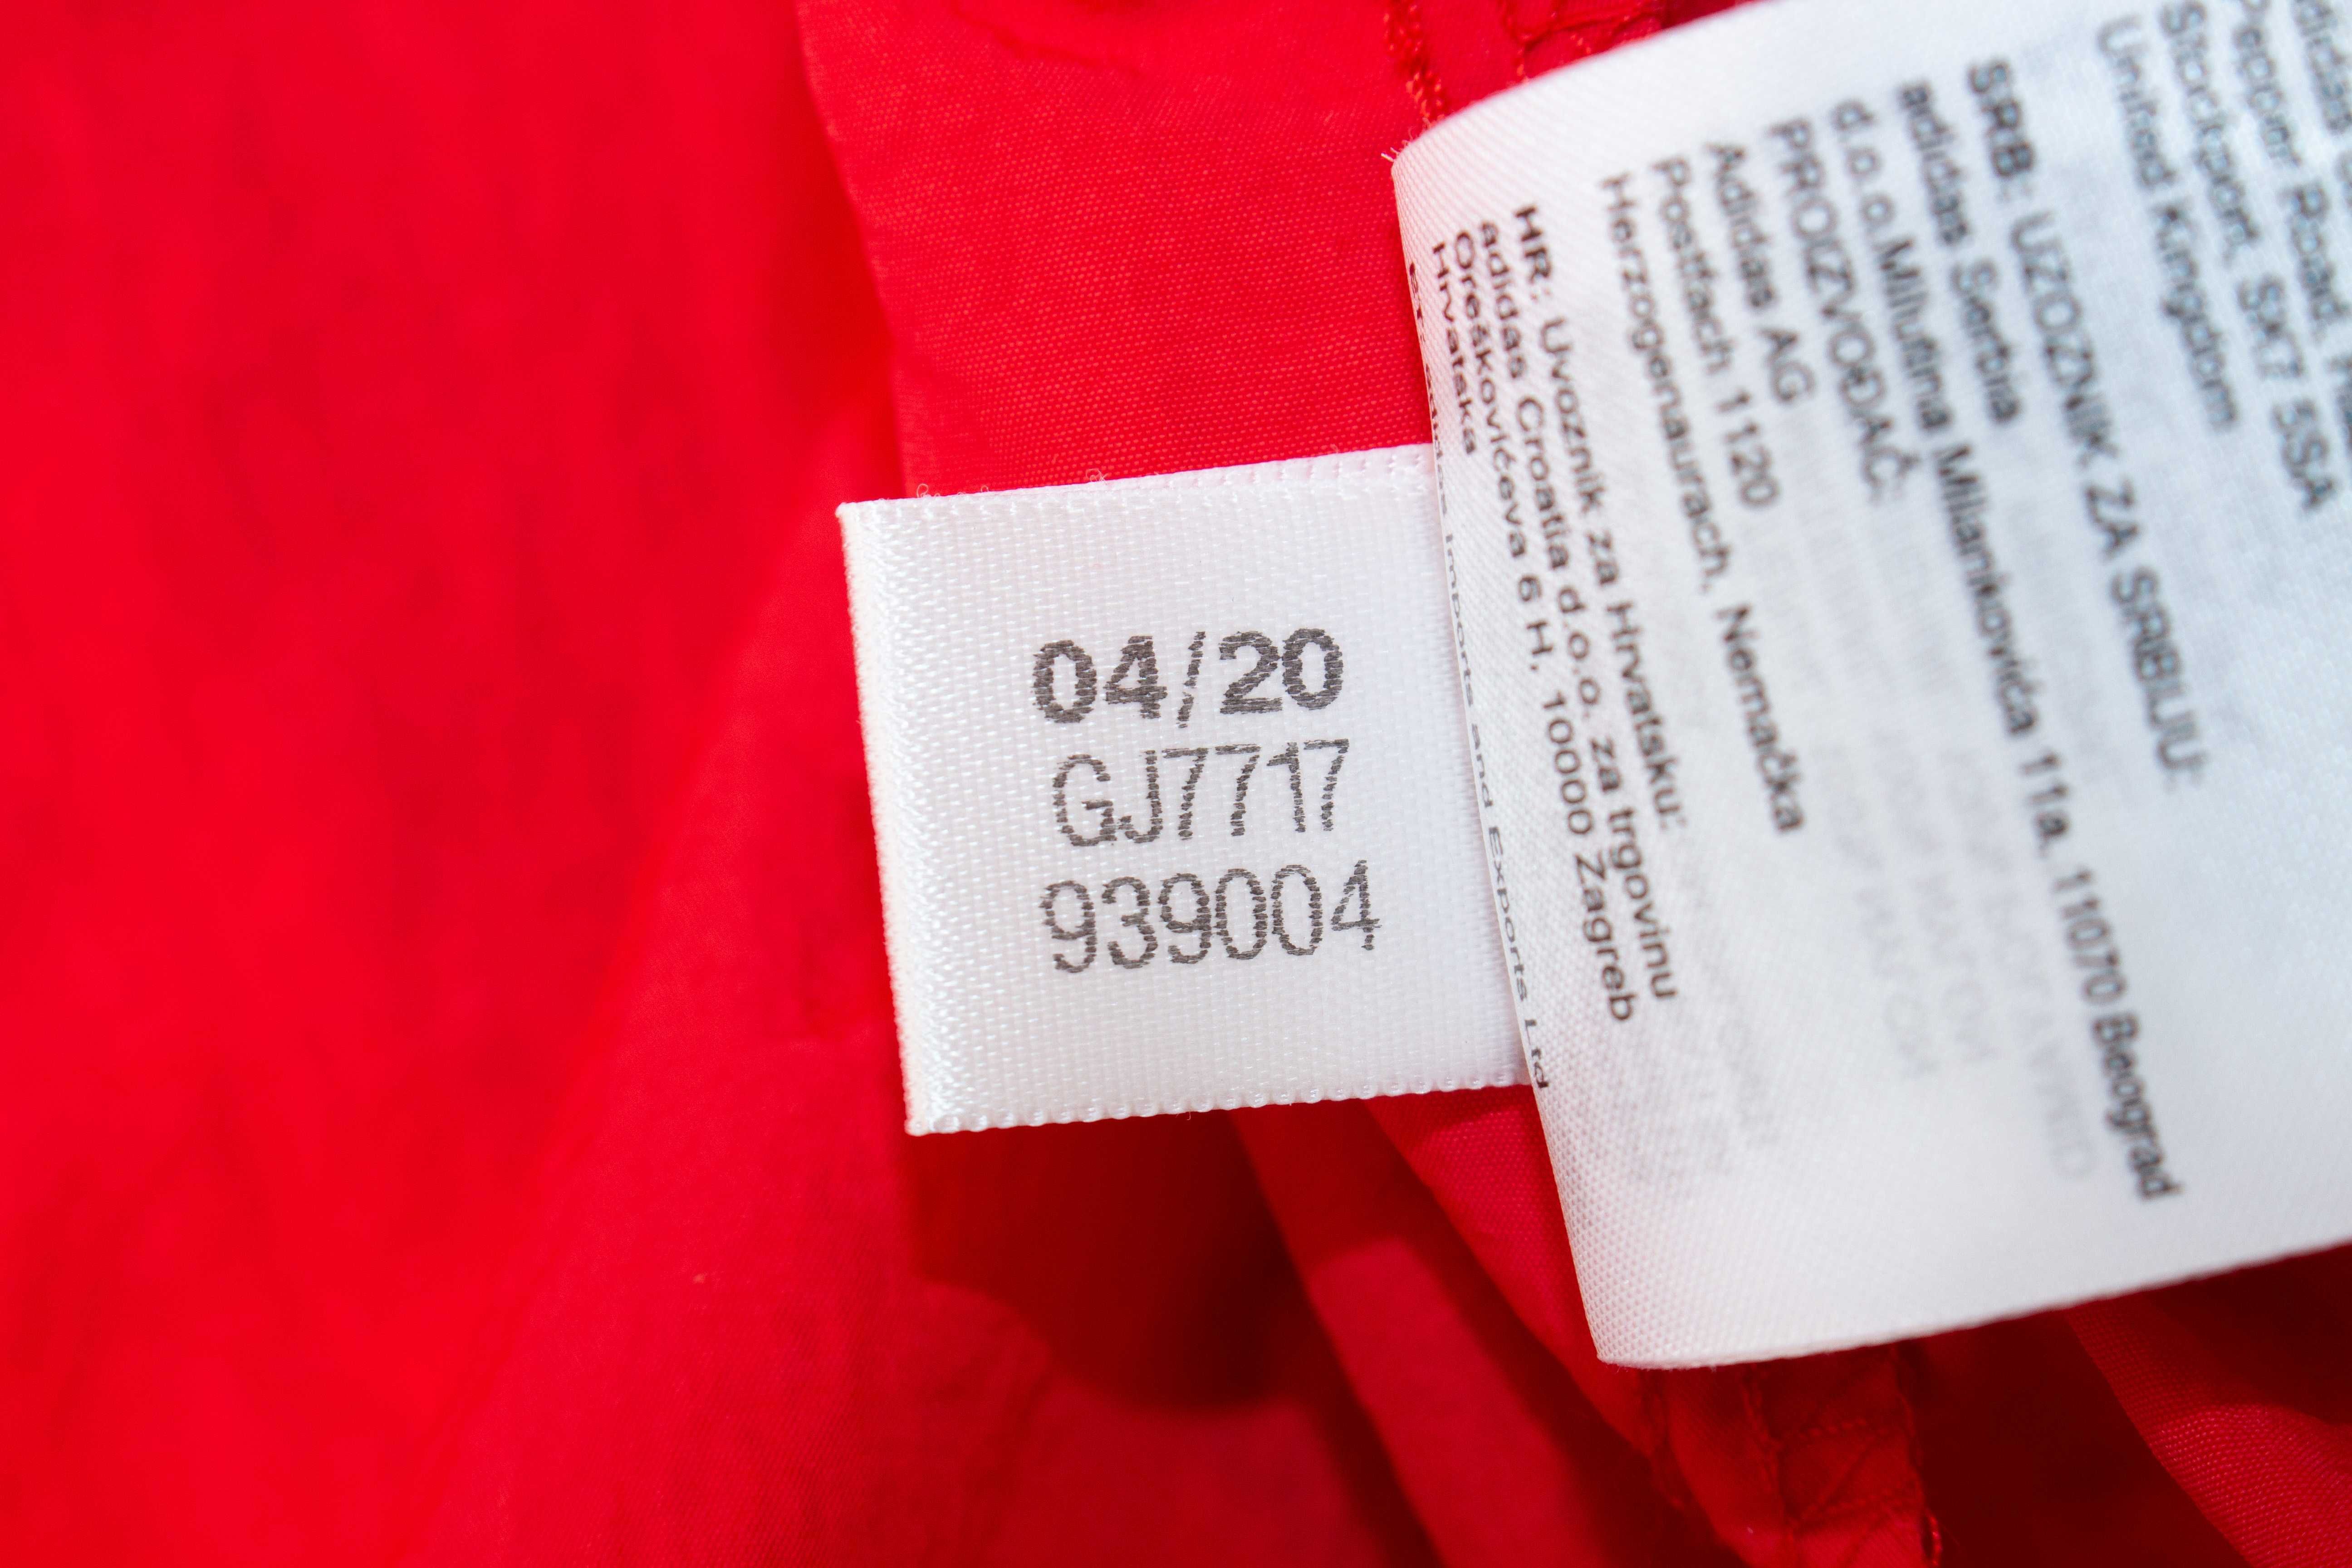 04/20
GJ7717
939004
Pepper Road,
Stockport, SK7 5SA
United Kingdom
SRB: UZOZNIK ZA SRBIJU:
adidas Serbia
d.o.o. Milutina Milankovića 11a, 11070 Beograd
PROIZVOĐAČ:
Adidas AG
Postfach 1120
Herzogenaurach, Nemačka
HR: Uvoznik za Hrvatsku:
adidas Croatia d.o.o. za trgovinu
Oreškovićeva 6 H, 10000 Zagreb
Hrvatska
Imports and Exports Ltd